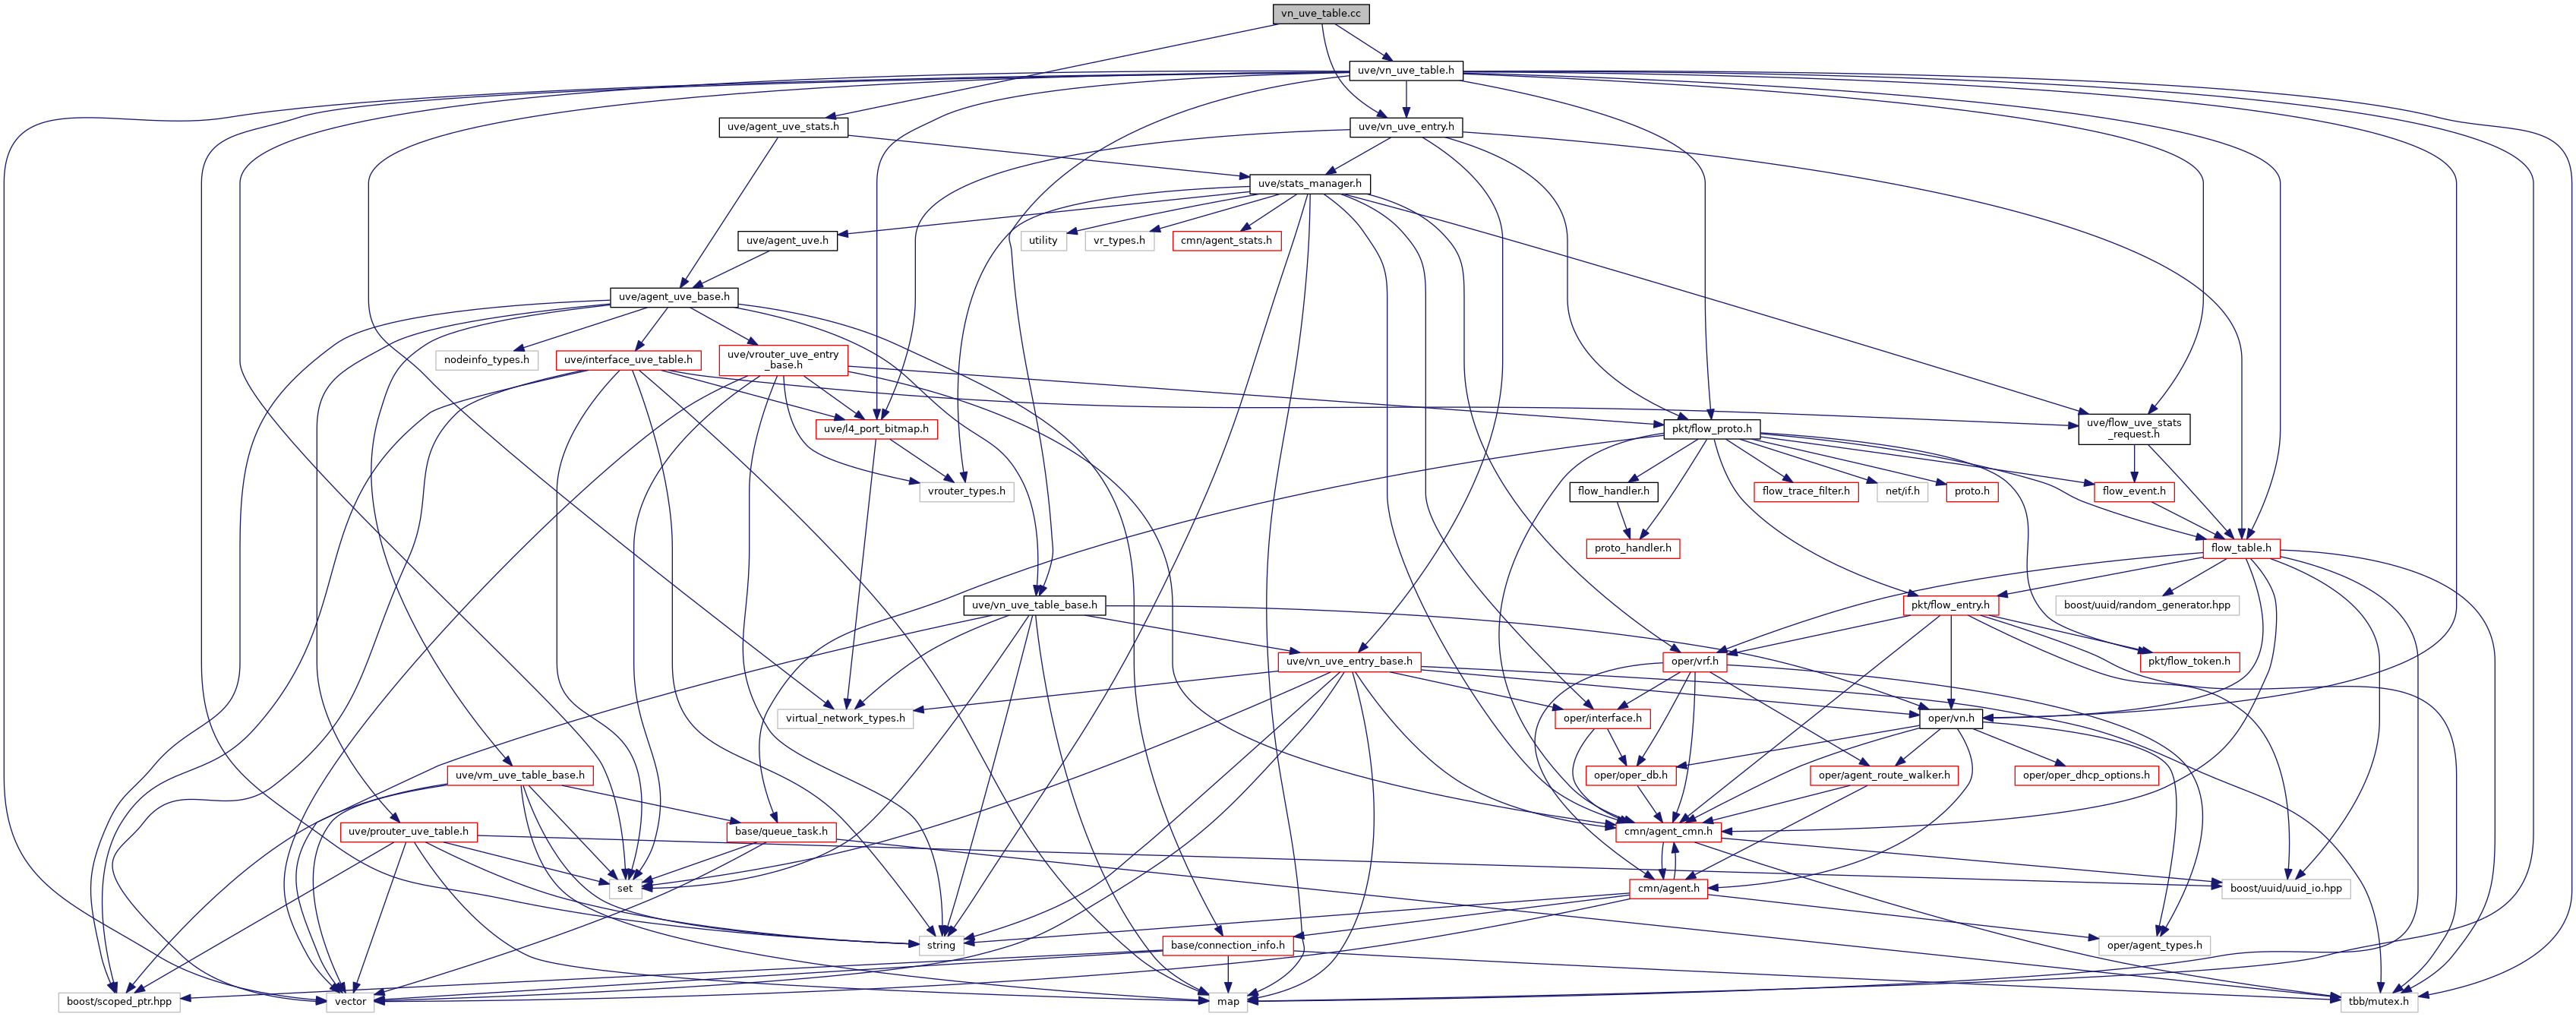 vn_uve_table.cc
uve/vn_uve_table.h
uve/agent_uve_stats.h
uve/vn_uve_entry.h
uve/stats_manager.h
uve/agent_uve.h
utility
vr_types.h
cmn/agent_stats.h
uve/agent_uve_base.h
nodeinfo_types.h
uve/interface_uve_table.h
uve/vrouter_uve_entry
_base.h
uve/l4_port_bitmap.h
pkt/flow_proto.h
uve/flow_uve_stats
_request.h
vrouter_types.h
flow_handler.h
flow_trace_filter.h
net/if.h
proto.h
flow_event.h
proto_handler.h
flow_table.h
uve/vn_uve_table_base.h
boost/uuid/random_generator.hpp
pkt/flow_entry.h
uve/vn_uve_entry_base.h
oper/vrf.h
pkt/flow_token.h
virtual_network_types.h
oper/interface.h
oper/vn.h
uve/vm_uve_table_base.h
oper/oper_db.h
oper/agent_route_walker.h
oper/oper_dhcp_options.h
uve/prouter_uve_table.h
base/queue_task.h
cmn/agent_cmn.h
set
cmn/agent.h
boost/uuid/uuid_io.hpp
string
base/connection_info.h
oper/agent_types.h
boost/scoped_ptr.hpp
vector
map
tbb/mutex.h